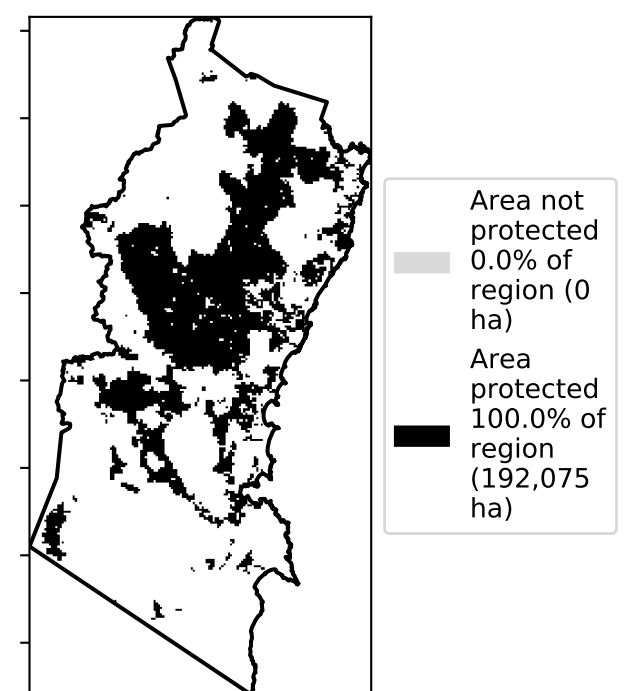 Area not
protected
0.0% of
region (0
ha)
Area
protected
100.0% of
region
(192,075
ha)